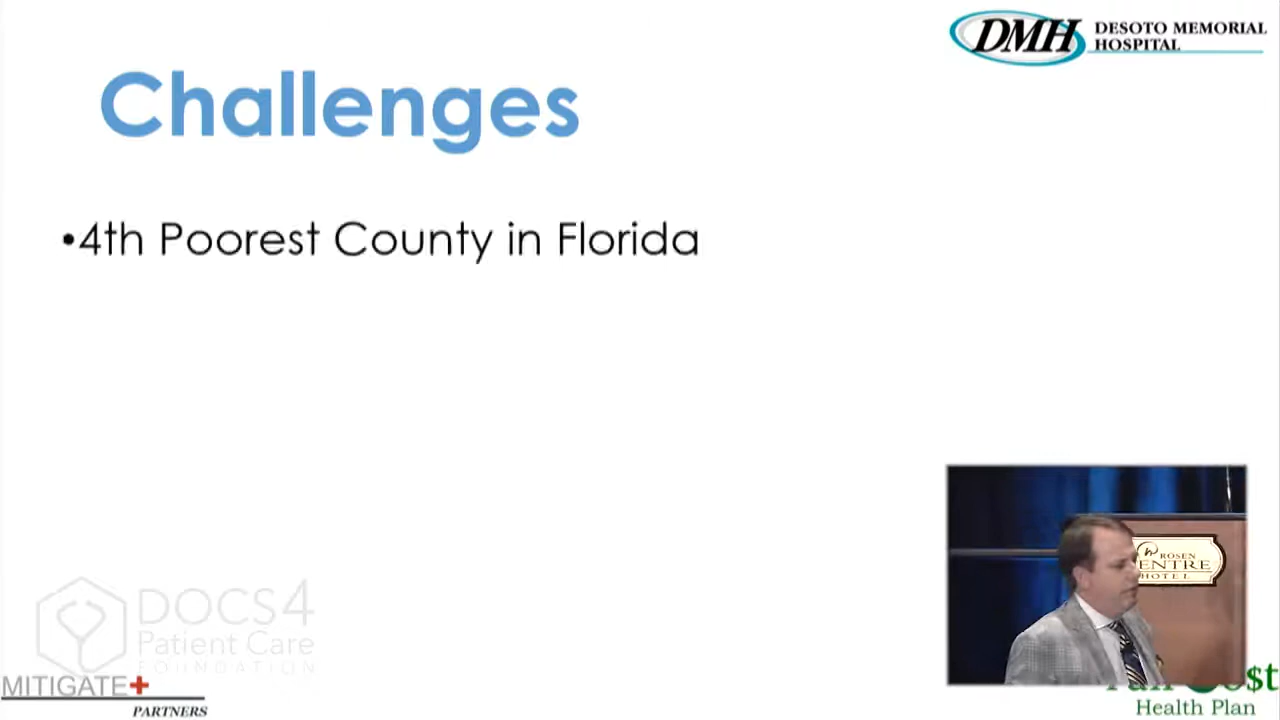 DMH
DESOTO MEMORIAL
HOSPITAL
Challenges
•4th Poorest County in Florida
ROSEN
HOTEL
DOCS4
Patient Care
FOUNDATION
MITIGATE+
PARTNERS
Health Plan